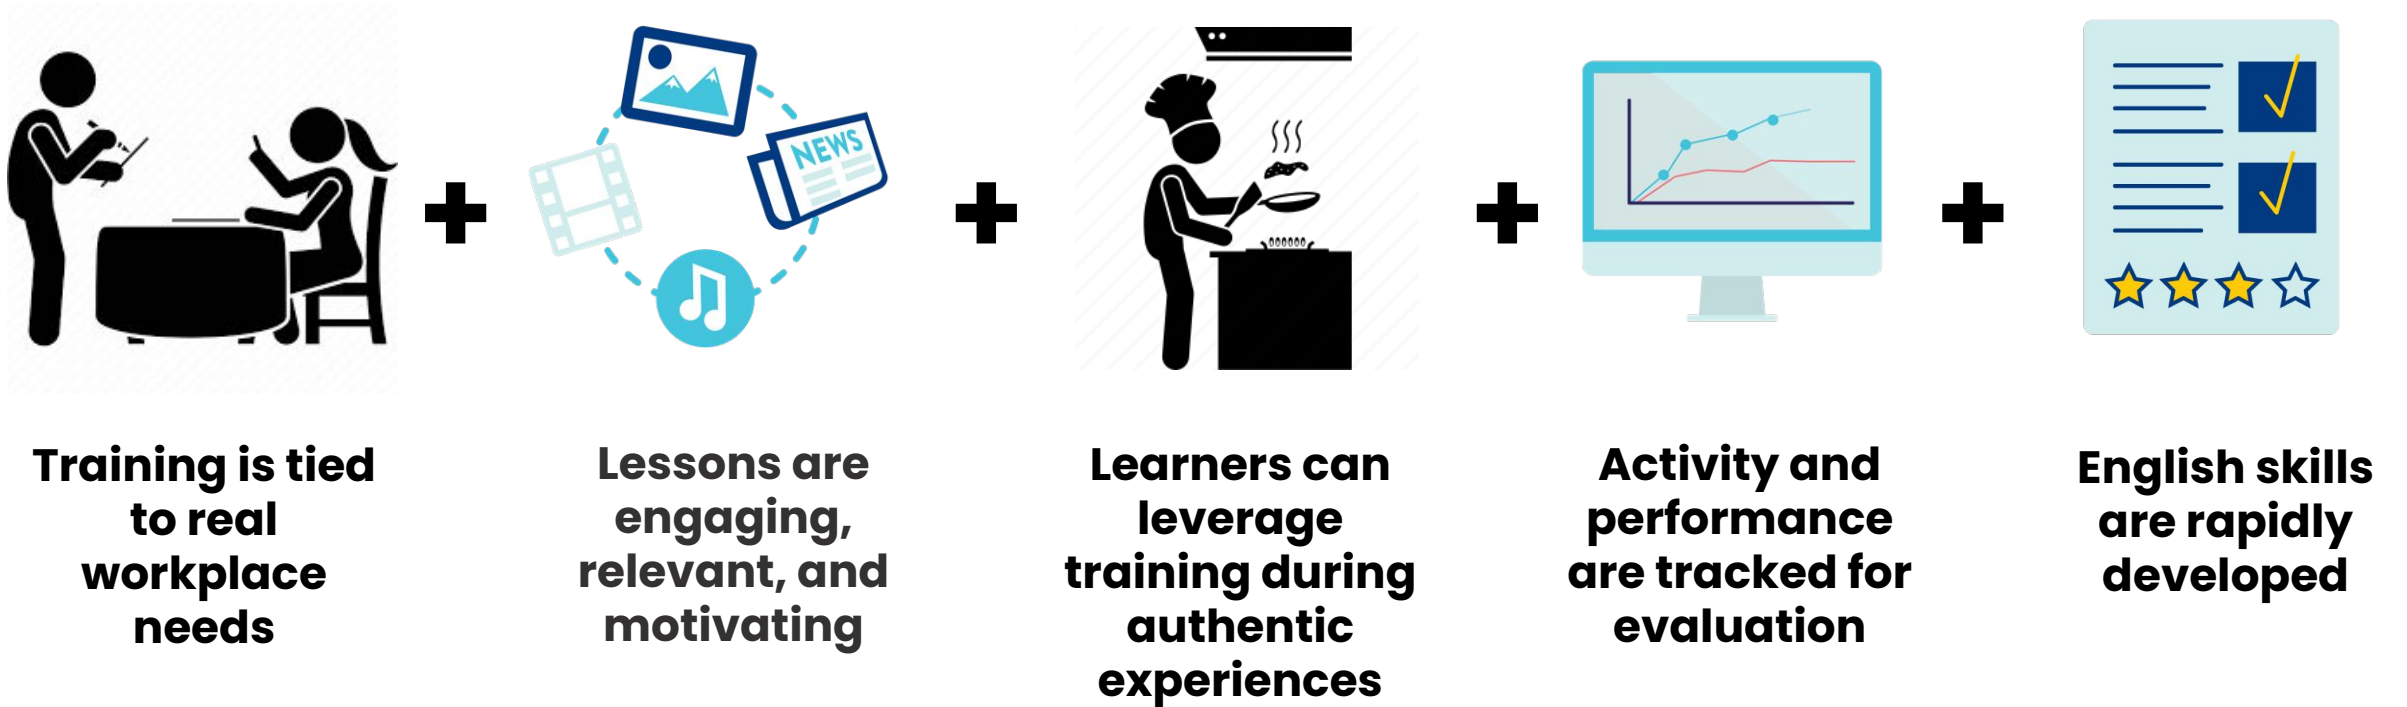 NEWS
Training is tied
to real
workplace
needs
Lessons are
engaging,
relevant, and
motivating
Learners can
leverage
training during
authentic
experiences
Activity and
performance
are tracked for
evaluation
English skills
are rapidly
developed